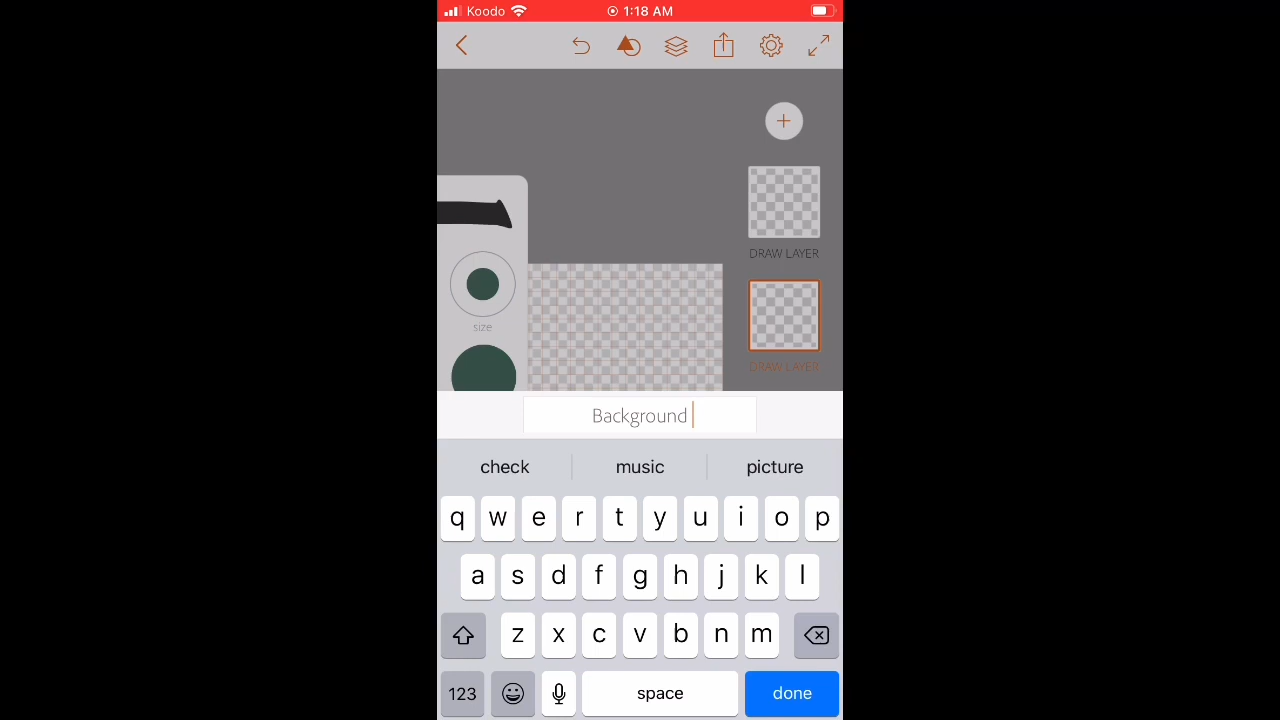 Koodo 1:18 AM
DRAW LAYER
size
DRAW LAYER
Background
check music picture
q w e r t y u i o p
a s d f g h j k l
z x c v b n m
123 space done